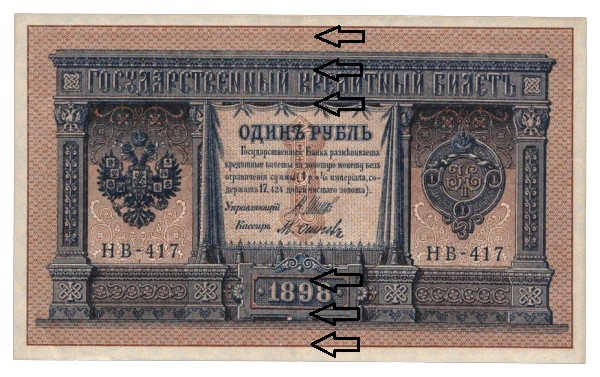 ГОСУДАРСТВЕННЫЙ КРЕДИТНЫЙ БИЛЕТЪ
ОДИНЪ РУБЛЬ
Государственный Банкъ размѣниваетъ
кредитные билеты на золотую монету безъ
ограниченія суммы (1 р.= 1/15 имперіала, со-
держитъ 17,424 долей чистаго золота).
Управляющій
Кассиръ
НВ-417
НВ-417
1898